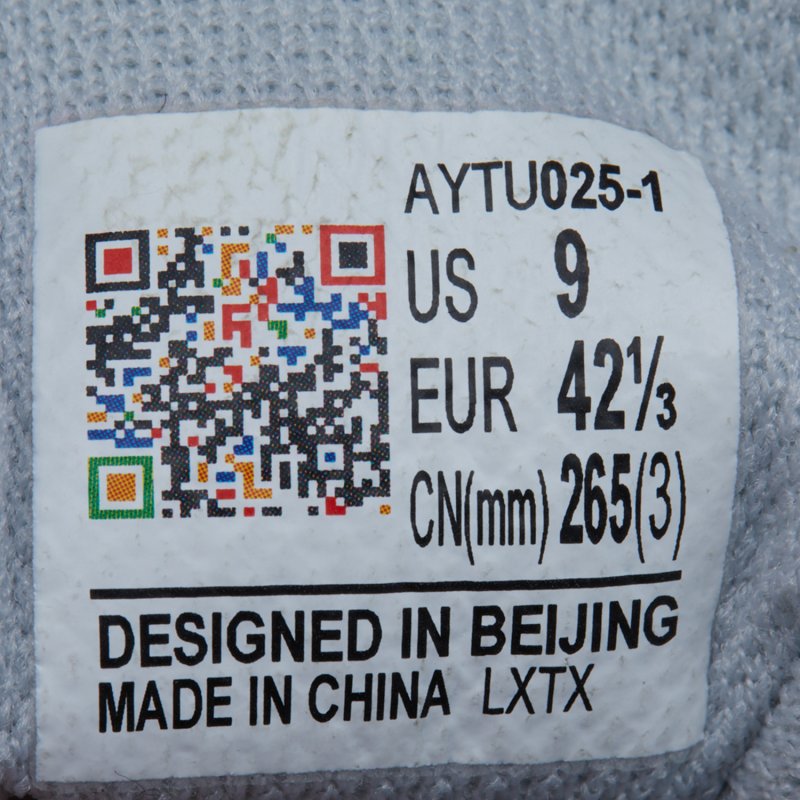 AYTU025-1
US 9
EUR 42⅓
CN(mm) 265(3)
DESIGNED IN BEIJING
MADE IN CHINA LXTX